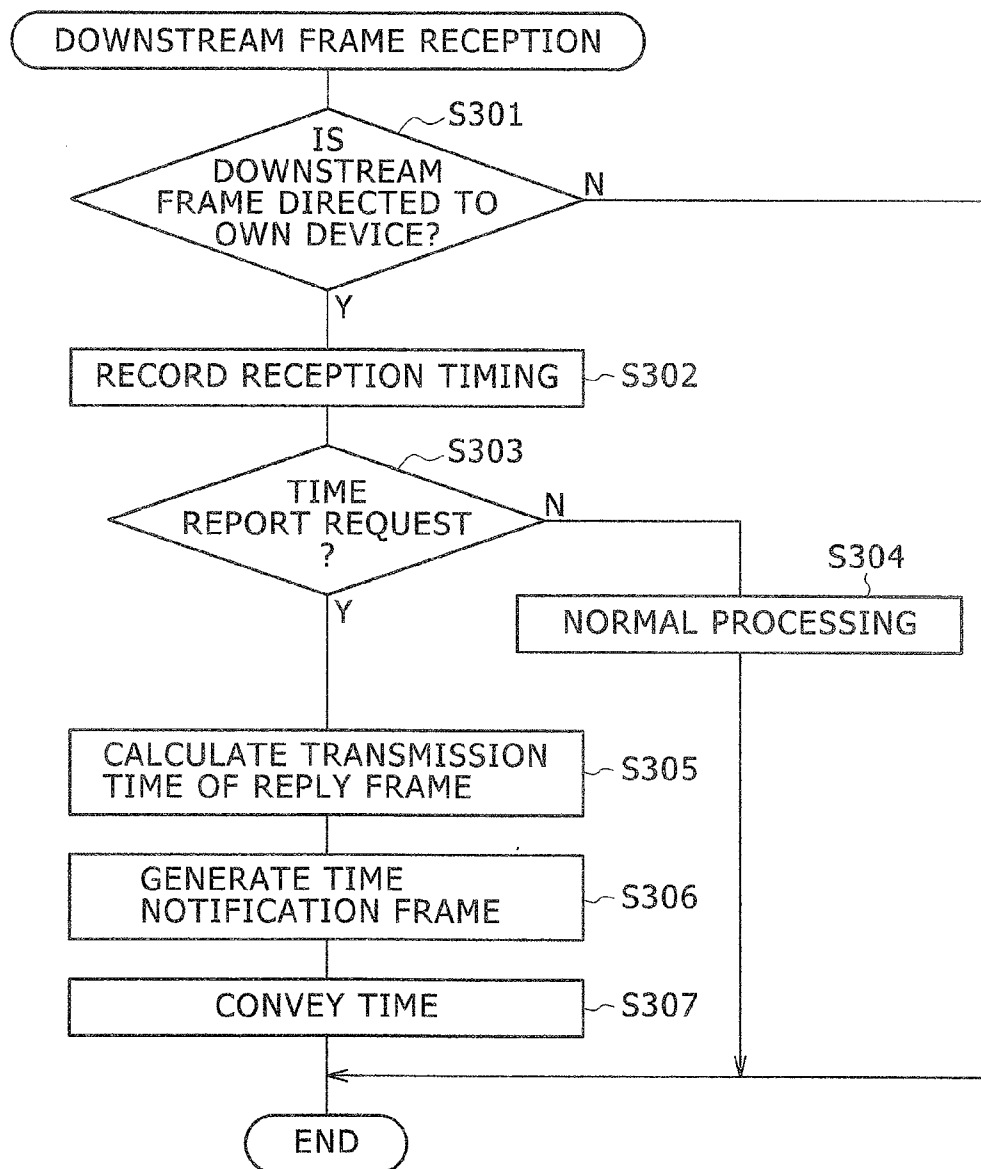 DOWNSTREAM FRAME RECEPTION
S301
IS
DOWNSTREAM
FRAME DIRECTED TO
OWN DEVICE?
N
Y
RECORD RECEPTION TIMING
S302
S303
TIME
REPORT REQUEST
?
N
Y
S304
NORMAL PROCESSING
CALCULATE TRANSMISSION
TIME OF REPLY FRAME
S305
GENERATE TIME
NOTIFICATION FRAME
S306
CONVEY TIME
S307
END